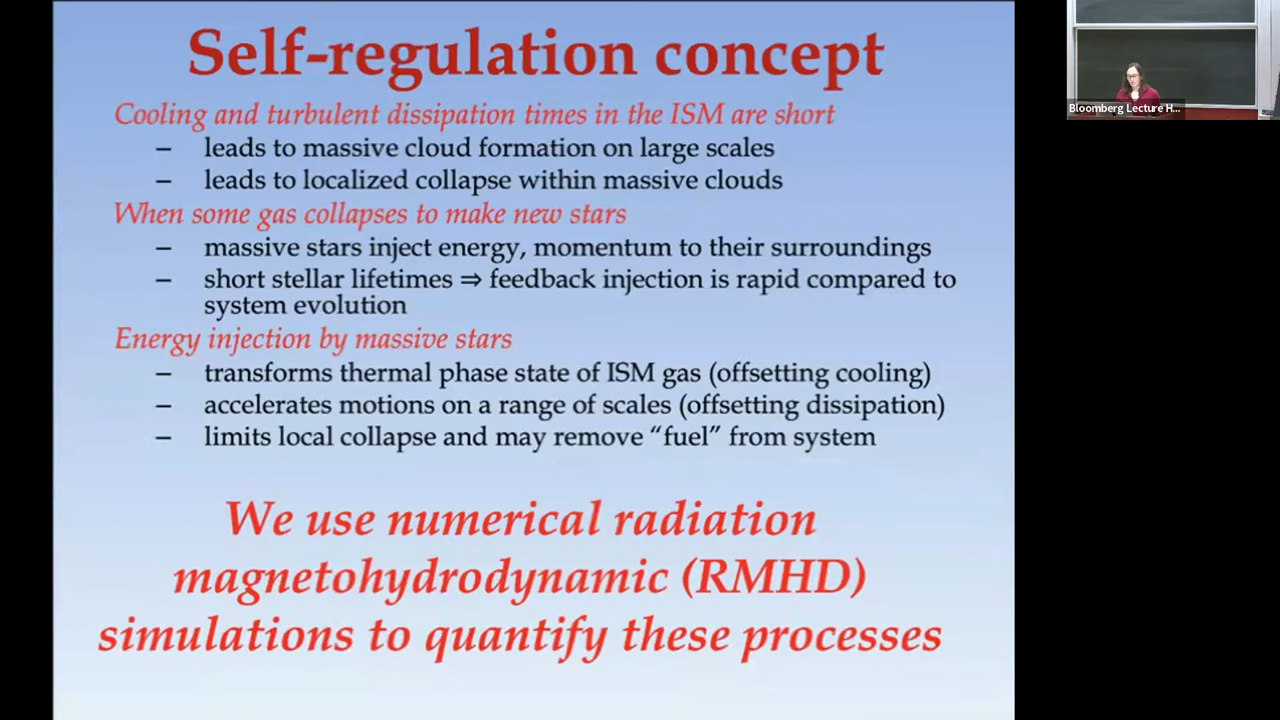 Self-regulation concept
Cooling and turbulent dissipation times in the ISM are short
– leads to massive cloud formation on large scales
– leads to localized collapse within massive clouds
When some gas collapses to make new stars
– massive stars inject energy, momentum to their surroundings
– short stellar lifetimes ⇒ feedback injection is rapid compared to
system evolution
Energy injection by massive stars
– transforms thermal phase state of ISM gas (offsetting cooling)
– accelerates motions on a range of scales (offsetting dissipation)
– limits local collapse and may remove “fuel” from system
We use numerical radiation
magnetohydrodynamic (RMHD)
simulations to quantify these processes
Bloomberg Lecture H...